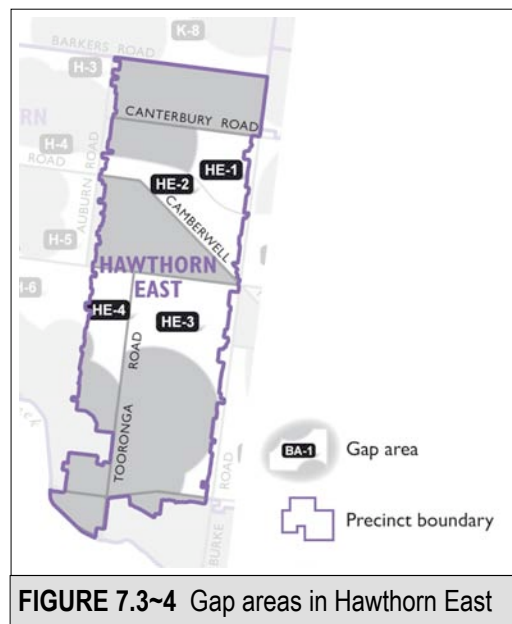 K-8
BARKERS ROAD
H-3
CANTERBURY ROAD
RN
H-4
ROAD
HE-1
HE-2
AUBURN ROAD
CAMBERWELL
H-5
HAWTHORN
EAST
-6
HE-4
HE-3
ROAD
TOORONGA
BURKE ROAD
BA-1 Gap area
Precinct boundary
FIGURE 7.3~4 Gap areas in Hawthorn East